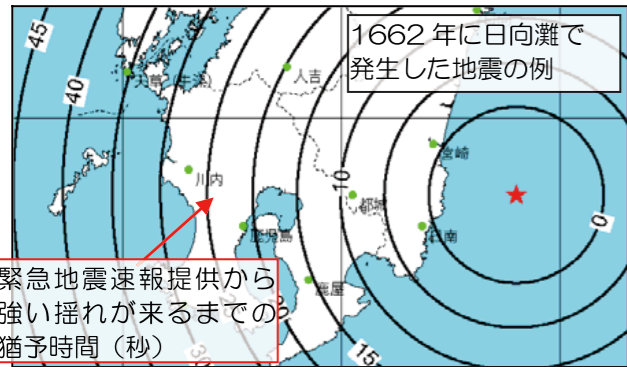 1662年に日向灘で
発生した地震の例
45
40
天草(牛深)
人吉
宮崎
川内
10
都城
0
鹿児島
日南
緊急地震速報提供から
強い揺れが来るまでの
猶予時間(秒)
鹿屋
30
15